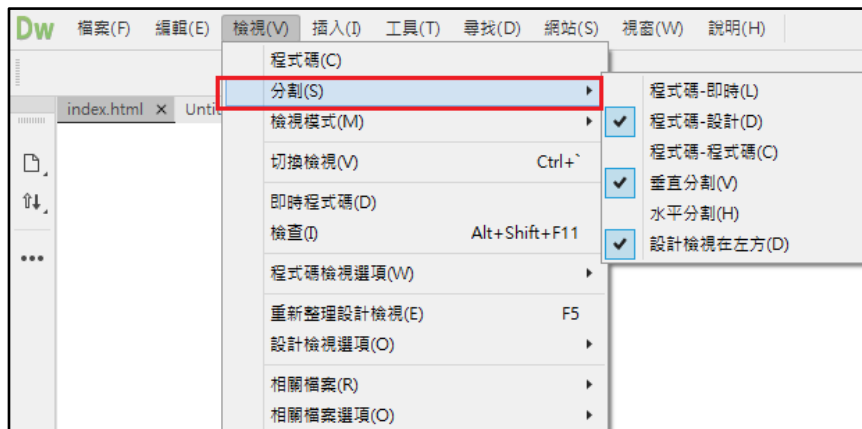 Dw 檔案(F) 編輯(E) 檢視(V) 插入(I) 工具(T) 尋找(D) 網站(S) 視窗(W) 說明(H)
index.html × Unti
程式碼(C)
分割(S)
檢視模式(M)
切換檢視(V) Ctrl+`
即時程式碼(D)
檢查(I) Alt+Shift+F11
程式碼檢視選項(W)
重新整理設計檢視(E) F5
設計檢視選項(O)
相關檔案(R)
相關檔案選項(O)
程式碼-即時(L)
程式碼-設計(D)
程式碼-程式碼(C)
垂直分割(V)
水平分割(H)
設計檢視在左方(D)